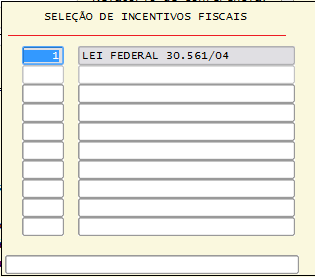 SELEÇÃO DE INCENTIVOS FISCAIS
1 LEI FEDERAL 30.561/04